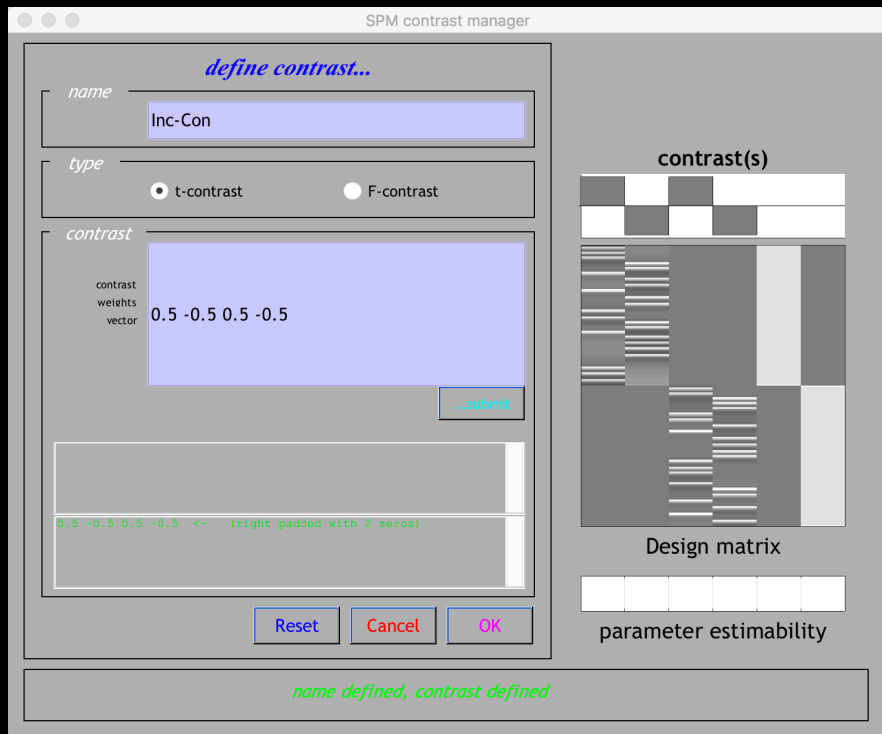 SPM contrast manager
define contrast...
name
Inc-Con
type
t-contrast
F-contrast
contrast
contrast
weights
vector
0.5 -0.5 0.5 -0.5
...submit
0.5 -0.5 0.5 -0.5 <- (right padded with 2 zeros)
Reset
Cancel
OK
contrast(s)
Design matrix
parameter estimability
name defined, contrast defined